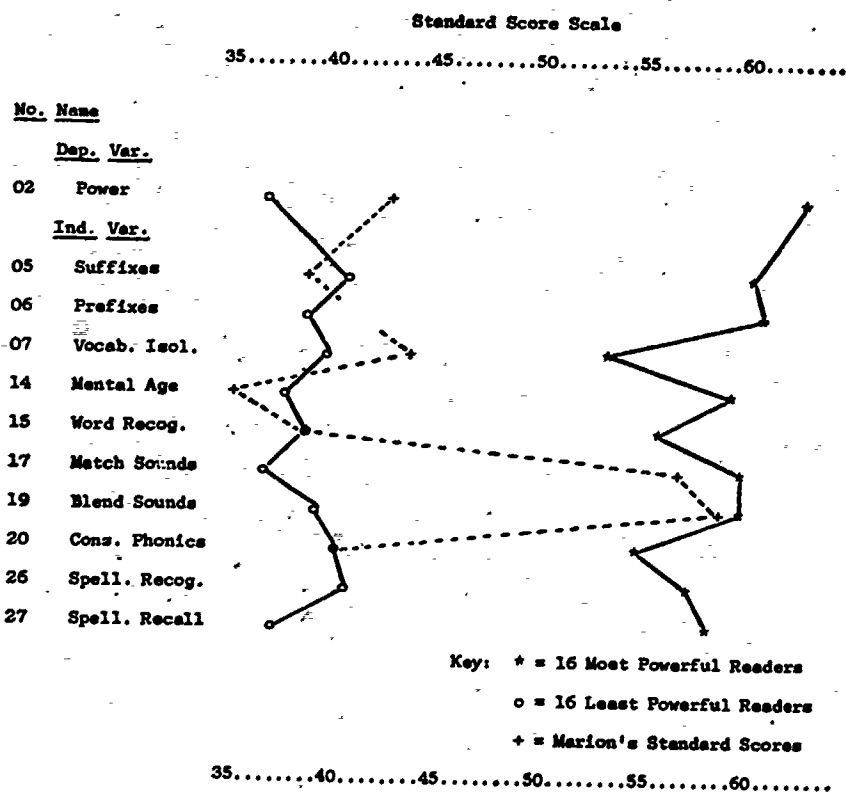 Standard Score Scale
35........40........45........50........55........60........
No. Name
Dep. Var.
02 Power
Ind. Var.
05 Suffixes
06 Prefixes
07 Vocab. Isol.
14 Mental Age
15 Word Recog.
17 Match Sounds
19 Blend Sounds
20 Cons. Phonics
26 Spell. Recog.
27 Spell. Recall
Key: * = 16 Most Powerful Readers
o = 16 Least Powerful Readers
+ = Marion's Standard Scores
35........40........45........50........55........60........